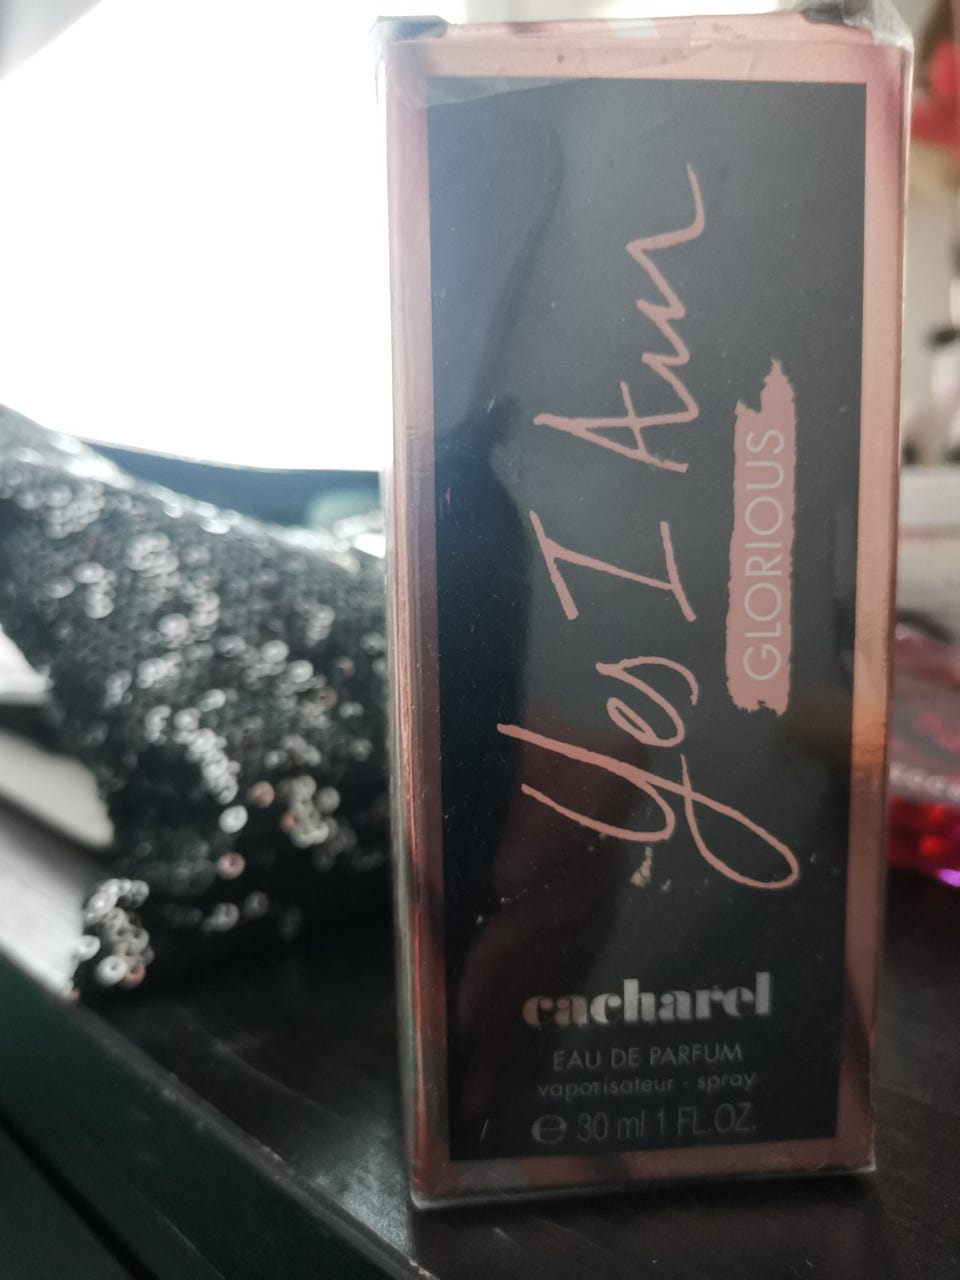 Yes I Am
GLORIOUS
cacharel
EAU DE PARFUM
vaporisateur · spray
℮ 30 ml 1 FL.OZ.